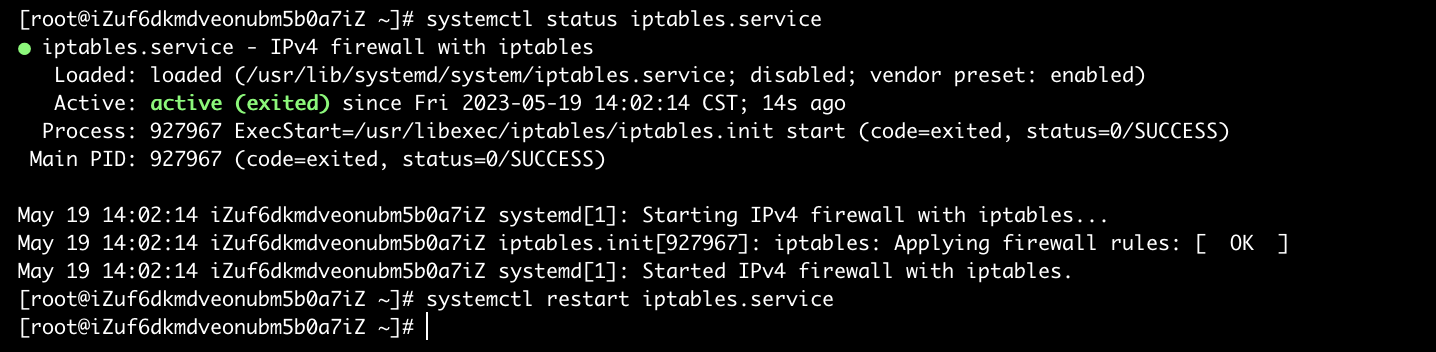 [root@iZuf6dkmdveonubm5b0a7iZ ~]# systemctl status iptables.service
● iptables.service - IPv4 firewall with iptables
   Loaded: loaded (/usr/lib/systemd/system/iptables.service; disabled; vendor preset: enabled)
   Active: active (exited) since Fri 2023-05-19 14:02:14 CST; 14s ago
  Process: 927967 ExecStart=/usr/libexec/iptables/iptables.init start (code=exited, status=0/SUCCESS)
 Main PID: 927967 (code=exited, status=0/SUCCESS)

May 19 14:02:14 iZuf6dkmdveonubm5b0a7iZ systemd[1]: Starting IPv4 firewall with iptables...
May 19 14:02:14 iZuf6dkmdveonubm5b0a7iZ iptables.init[927967]: iptables: Applying firewall rules: [  OK  ]
May 19 14:02:14 iZuf6dkmdveonubm5b0a7iZ systemd[1]: Started IPv4 firewall with iptables.
[root@iZuf6dkmdveonubm5b0a7iZ ~]# systemctl restart iptables.service
[root@iZuf6dkmdveonubm5b0a7iZ ~]#